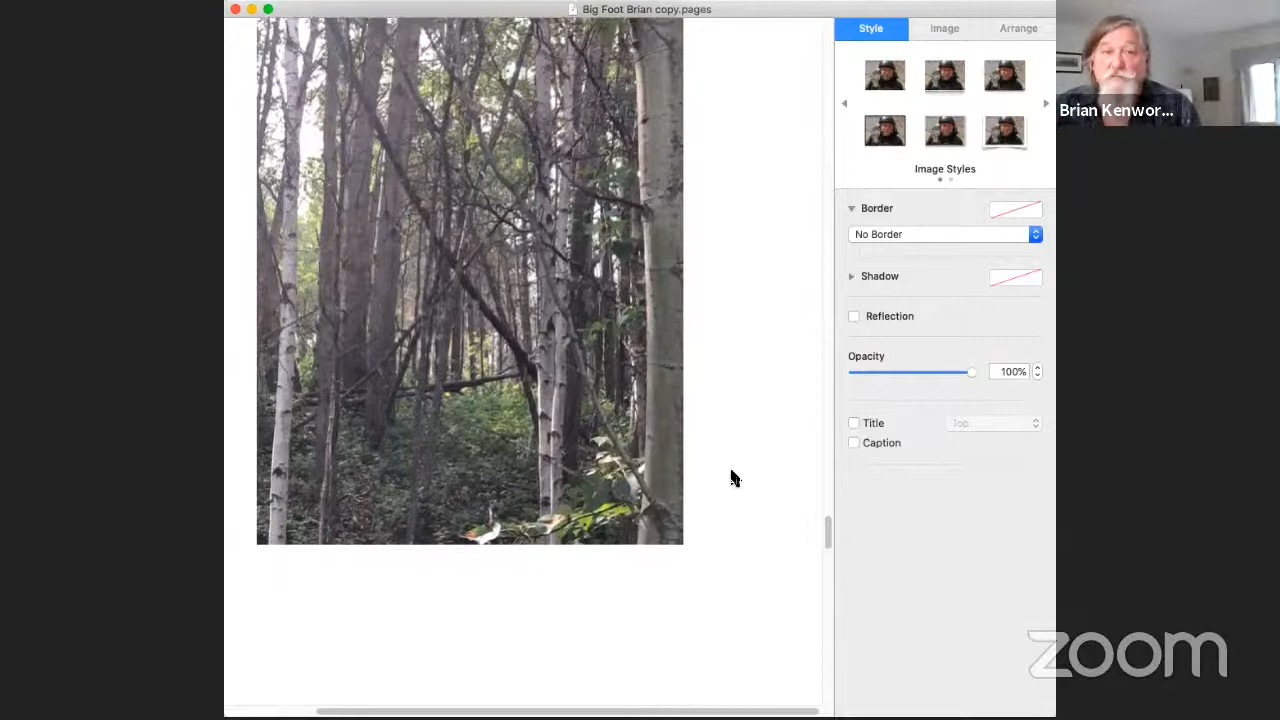 Big Foot Brian copy.pages
Style
Image
Arrange
Brian Kenwor...
Image Styles
Border
No Border
Shadow
Reflection
Opacity
100%
Title
Top
Caption
zoom